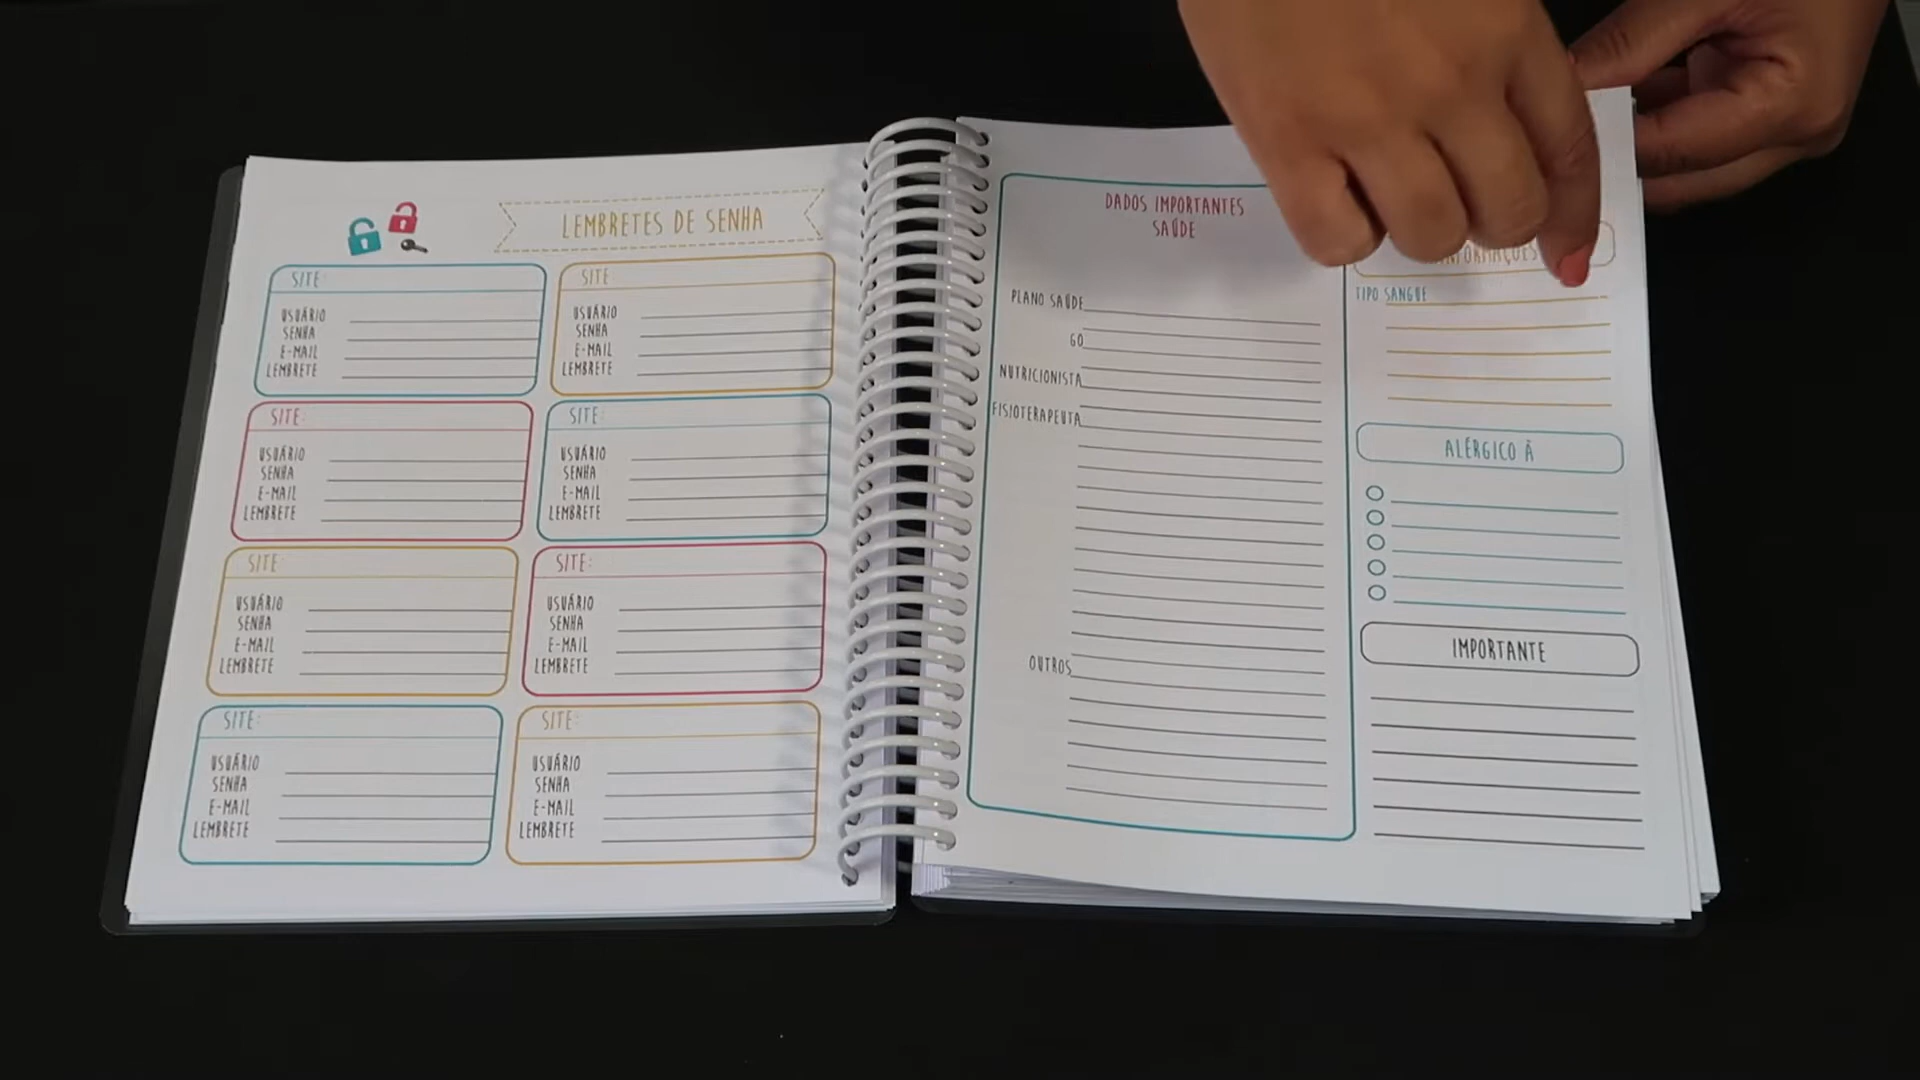 LEMBRETES DE SENHA
SITE:
USUÁRIO
SENHA
E-MAIL
LEMBRETE
SITE
USUÁRIO
SENHA
E-MAIL
LEMBRETE
SITE:
USUÁRIO
SENHA
E-MAIL
LEMBRETE
SITE:
USUÁRIO
SENHA
E-MAIL
LEMBRETE
SITE:
USUÁRIO
SENHA
E-MAIL
LEMBRETE
SITE:
USUÁRIO
SENHA
E-MAIL
LEMBRETE
SITE:
USUÁRIO
SENHA
E-MAIL
LEMBRETE
SITE:
USUÁRIO
SENHA
E-MAIL
LEMBRETE
DADOS IMPORTANTES
SAÚDE
PLANO SAÚDE
GO
NUTRICIONISTA
FISIOTERAPEUTA
OUTROS
INFORMAÇÕES
TIPO SANGUE
ALÉRGICO À
IMPORTANTE